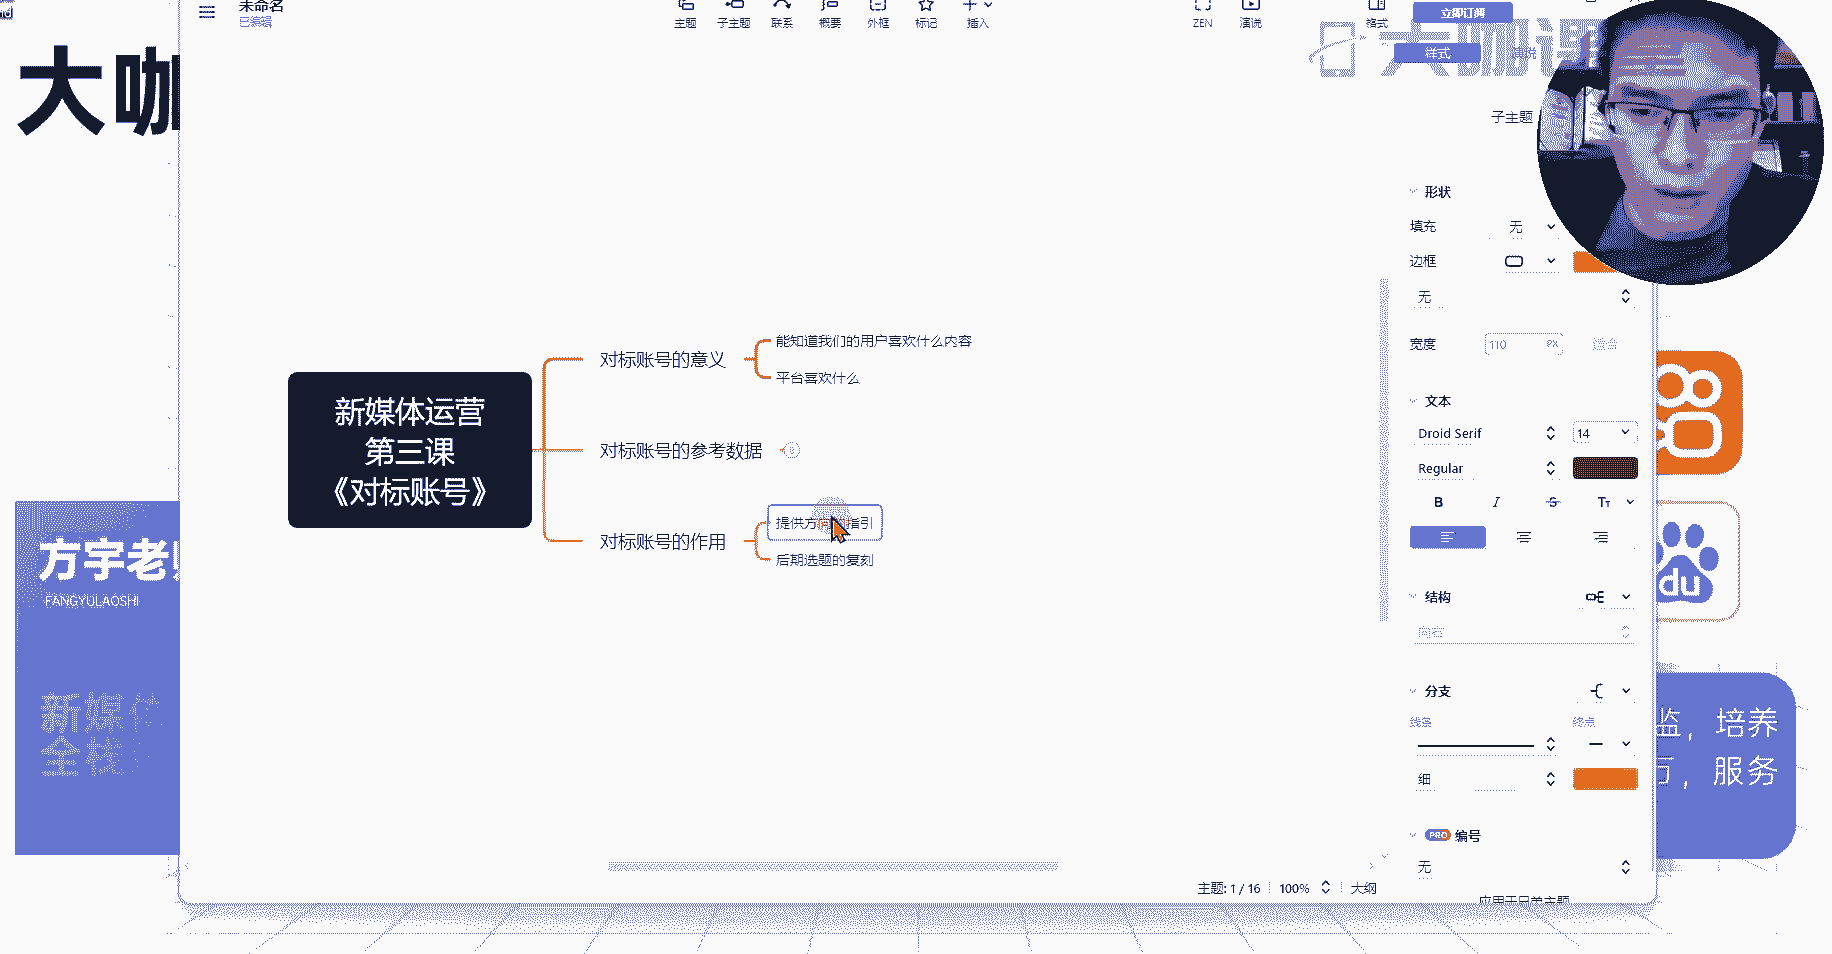 未命名
已编辑
主题
子主题
联系
概要
外框
标记
插入
ZEN
演说
格式
立即订阅
样式
大咖
子主题
形状
填充
无
边框
无
宽度
110
PX
文本
Droid Serif
14
Regular
B
I
S
Tт
结构
分支
线条
终点
细
PRO 编号
无
新媒体运营
第三课
《对标账号》
对标账号的意义
能知道我们的用户喜欢什么内容
平台喜欢什么
对标账号的参考数据
对标账号的作用
后期选题的复刻
方宇老
FANGYULAOSHI
新媒体
全栈
du
监，培养
万，服务
主题: 1 / 16
100%
大纲